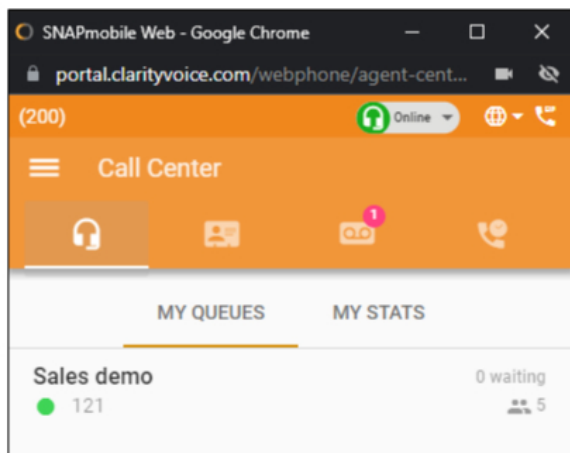 SNAPmobile Web - Google Chrome
portal.clarityvoice.com/webphone/agent-cent...
(200) Online
Call Center
1
MY QUEUES MY STATS
Sales demo 0 waiting
121 5